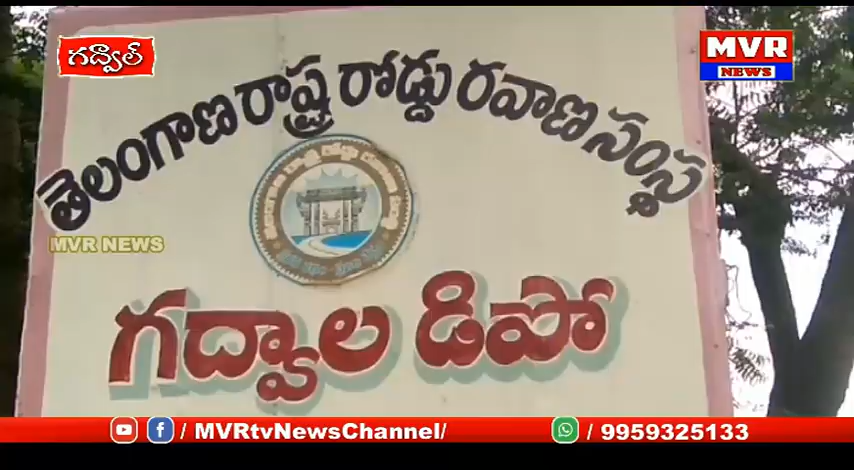 గద్వాల్
MVR
NEWS
తెలంగాణ రాష్ట్ర రోడ్డు రవాణ సంస్థ
MVR NEWS
గద్వాల డిపో
/ MVRtvNewsChannel/
/ 9959325133